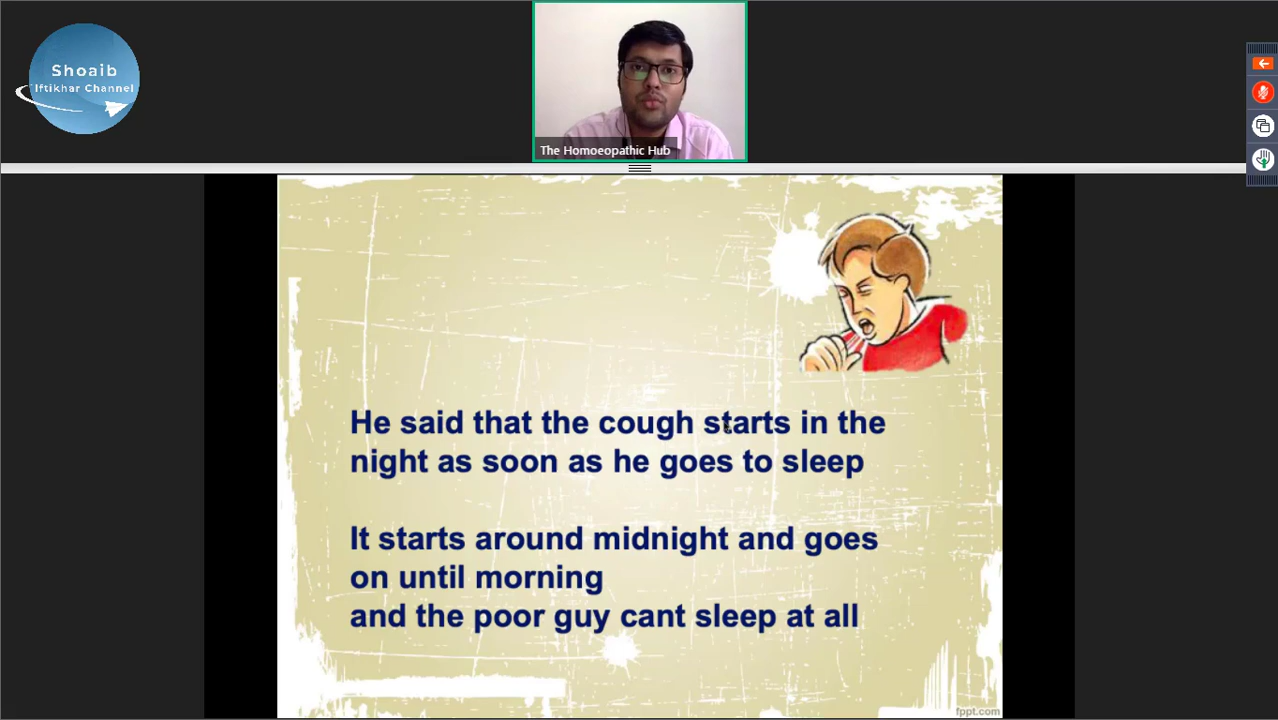 Shoaib
Iftikhar Channel
The Homoeopathic Hub
He said that the cough starts in the
night as soon as he goes to sleep
It starts around midnight and goes
on until morning
and the poor guy cant sleep at all
fppt.com